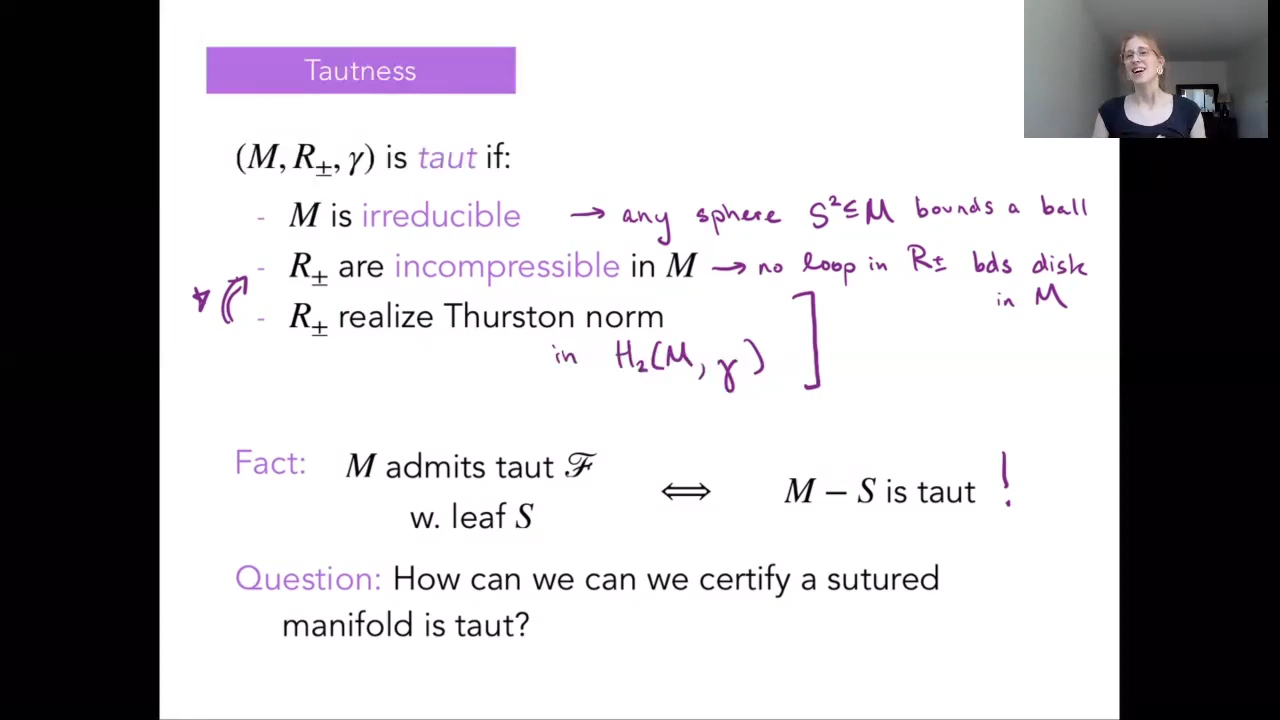 Tautness
(M, R±, γ) is taut if:
- M is irreducible → any sphere S² ⊆ M bounds a ball
- R± are incompressible in M → no loop in R± bds disk
in M
- R± realize Thurston norm
in H₂(M, γ)
Fact: M admits taut ℱ
w. leaf S
⟺ M − S is taut !
Question: How can we can we certify a sutured
manifold is taut?